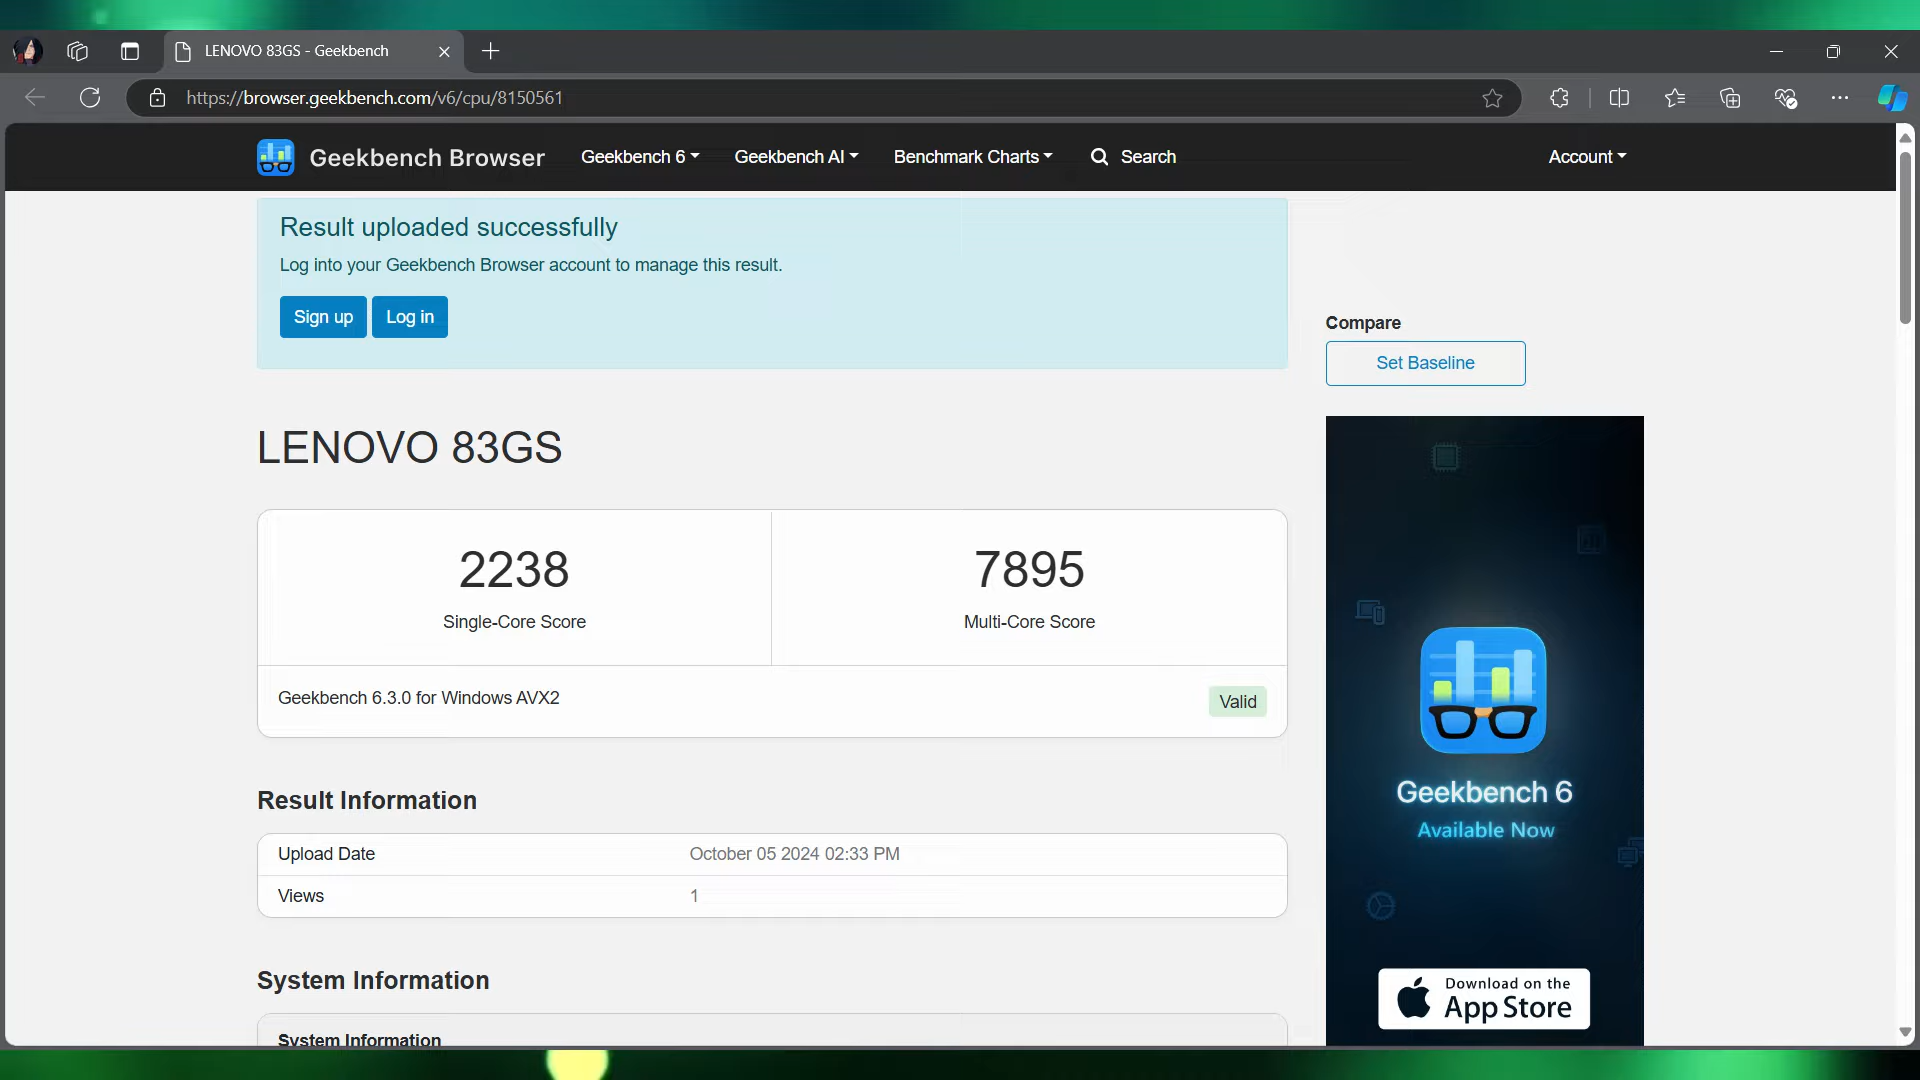 LENOVO 83GS - Geekbench
https://browser.geekbench.com/v6/cpu/8150561
Geekbench Browser
Geekbench 6
Geekbench AI
Benchmark Charts
Search
Account
Result uploaded successfully
Log into your Geekbench Browser account to manage this result.
Sign up
Log in
Compare
Set Baseline
LENOVO 83GS
2238
7895
Single-Core Score
Multi-Core Score
Geekbench 6.3.0 for Windows AVX2
Valid
Geekbench 6
Available Now
Result Information
Upload Date
October 05 2024 02:33 PM
Views
1
System Information
Download on the
App Store
System Information